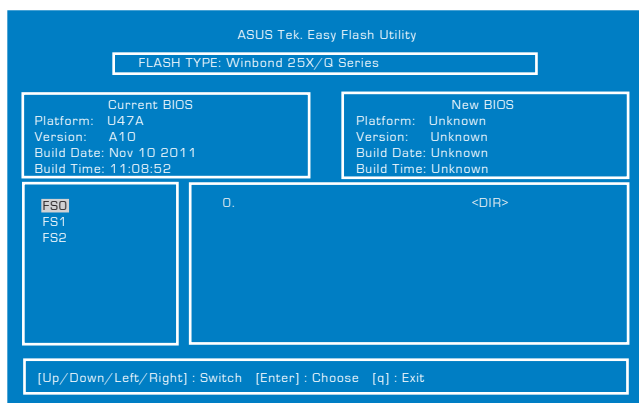 ASUS Tek. Easy Flash Utility
FLASH TYPE: Winbond 25X/Q Series
Current BIOS
Platform: U47A
Version: A10
Build Date: Nov 10 2011
Build Time: 11:08:52
New BIOS
Platform: Unknown
Version: Unknown
Build Date: Unknown
Build Time: Unknown
FS0
FS1
FS2
0. <DIR>
[Up/Down/Left/Right] : Switch [Enter] : Choose [q] : Exit